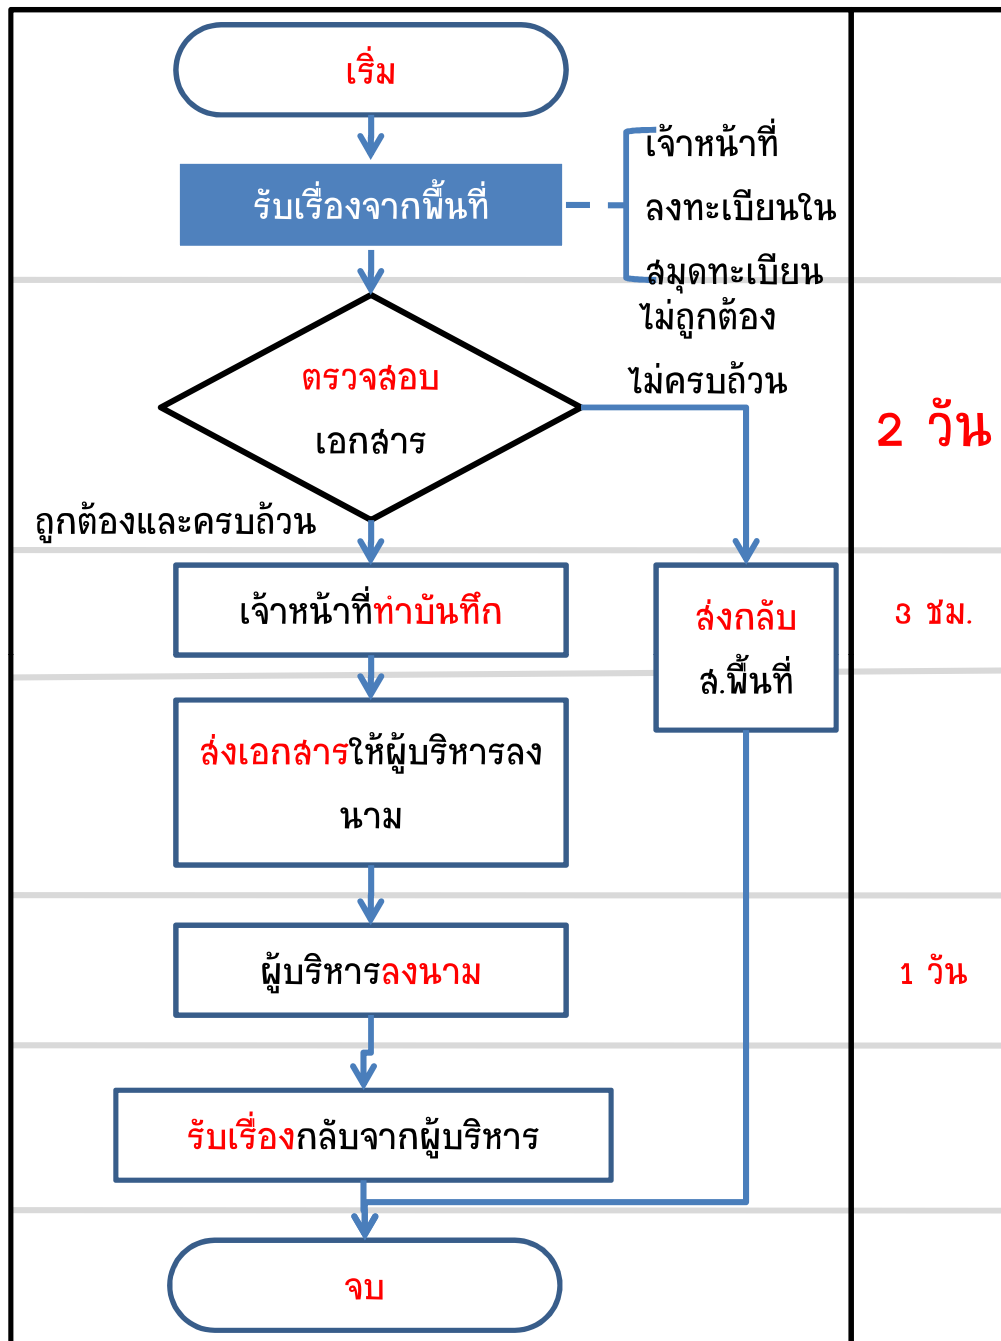 เริ่ม
รับเรื่องจากพื้นที่
เจ้าหน้าที่
ลงทะเบียนใน
สมุดทะเบียน
ไม่ถูกต้อง
ไม่ครบถ้วน
ตรวจสอบ
เอกสาร
2 วัน
ถูกต้องและครบถ้วน
เจ้าหน้าที่ทำบันทึก
ส่งกลับ
ส.พื้นที่
3 ชม.
ส่งเอกสารให้ผู้บริหารลง
นาม
ผู้บริหารลงนาม
1 วัน
รับเรื่องกลับจากผู้บริหาร
จบ